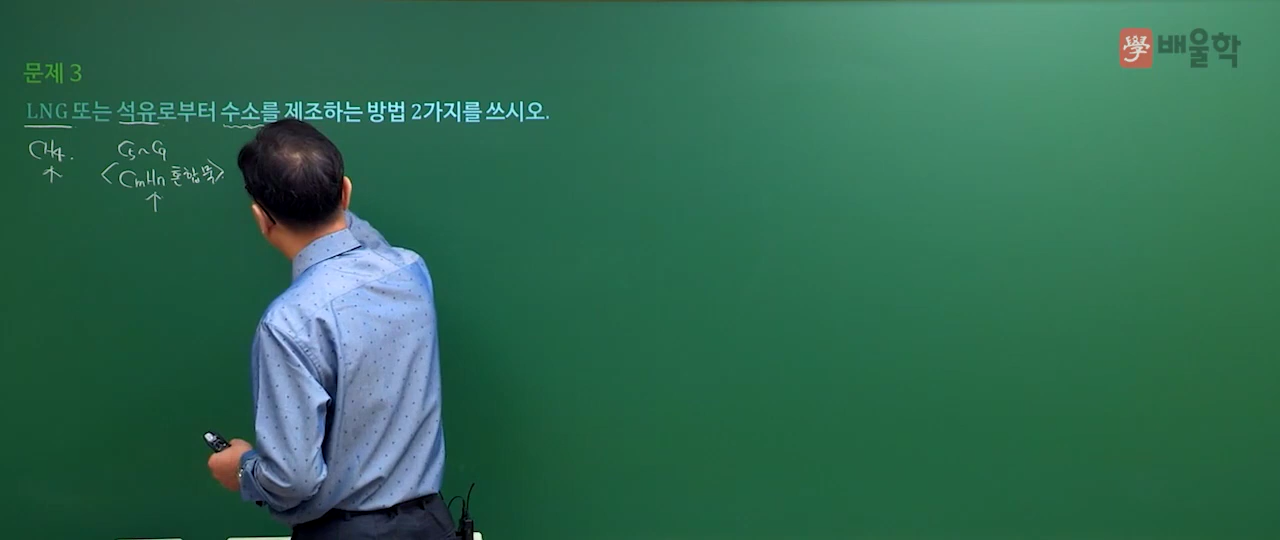 學 배울학
문제 3
LNG 또는 석유로부터 수소를 제조하는 방법 2가지를 쓰시오.
CH4. C5~C9
<CmHn 혼합물>